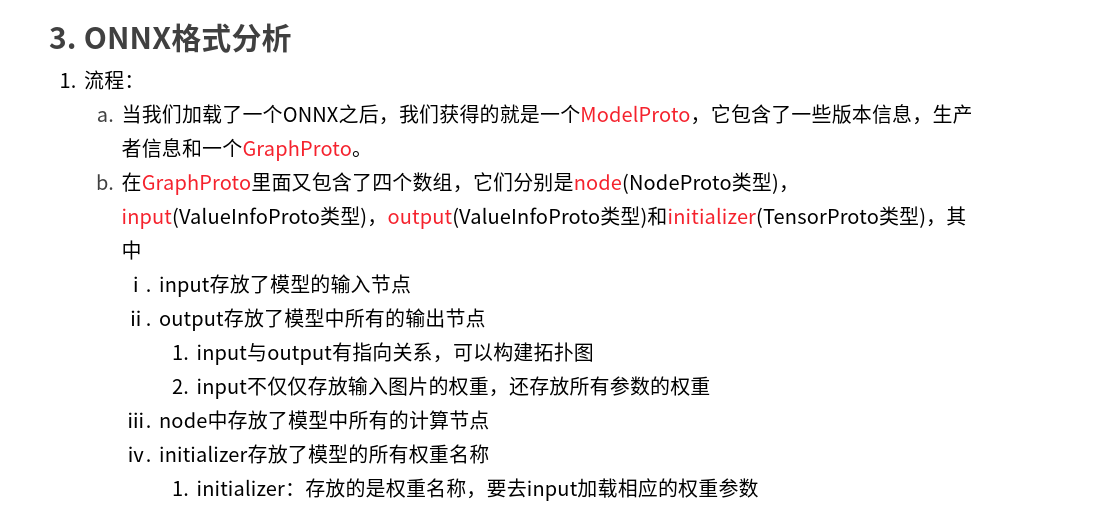 3. ONNX格式分析
1. 流程：
a. 当我们加载了一个ONNX之后，我们获得的就是一个ModelProto，它包含了一些版本信息，生产
者信息和一个GraphProto。
b. 在GraphProto里面又包含了四个数组，它们分别是node(NodeProto类型)，
input(ValueInfoProto类型)，output(ValueInfoProto类型)和initializer(TensorProto类型)，其
中
i. input存放了模型的输入节点
ii. output存放了模型中所有的输出节点
1. input与output有指向关系，可以构建拓扑图
2. input不仅仅存放输入图片的权重，还存放所有参数的权重
iii. node中存放了模型中所有的计算节点
iv. initializer存放了模型的所有权重名称
1. initializer：存放的是权重名称，要去input加载相应的权重参数